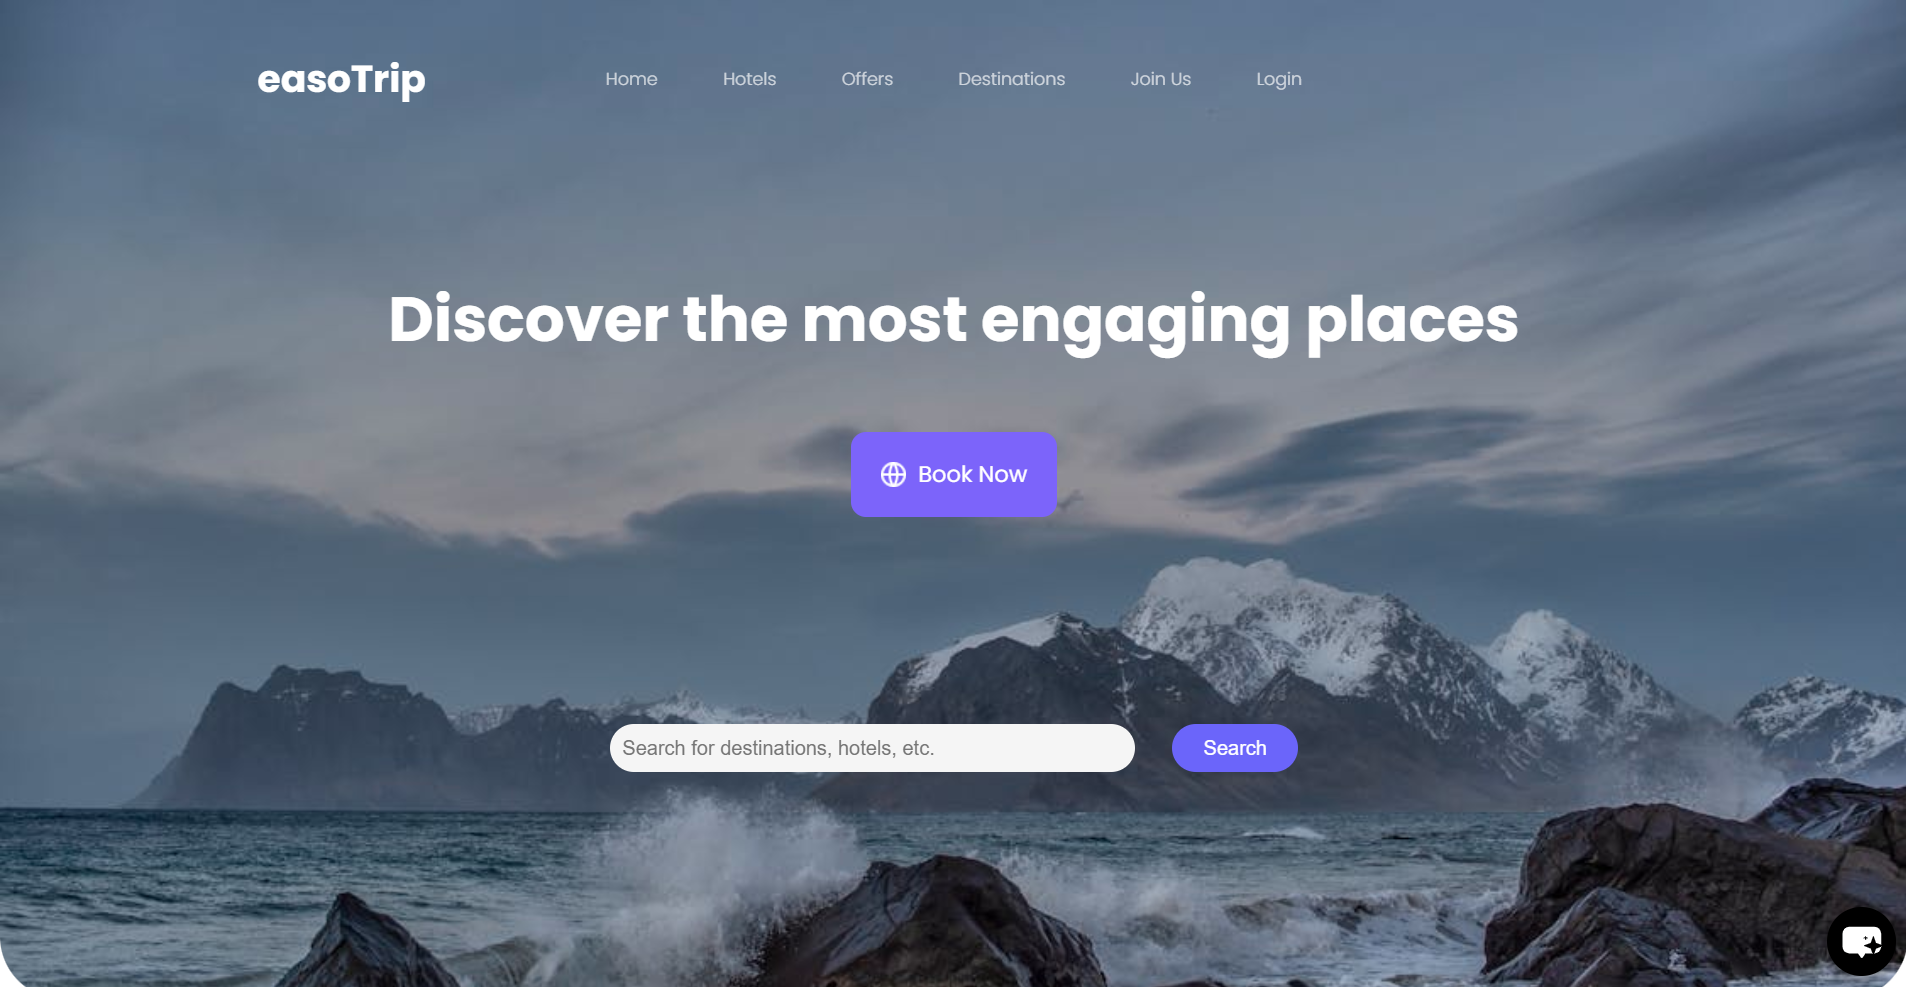 easoTrip
Home Hotels Offers Destinations Join Us Login
Discover the most engaging places
Book Now
Search for destinations, hotels, etc. Search